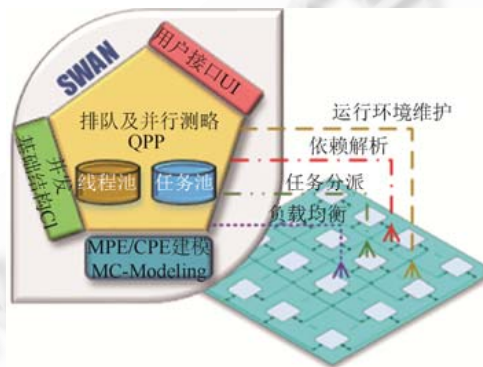 SWAN
用户接口UI
排队及并行测略
QPP
线程池
任务池
并发
基础结构CI
MPE/CPE建模
MC-Modeling
运行环境维护
依赖解析
任务分派
负载均衡